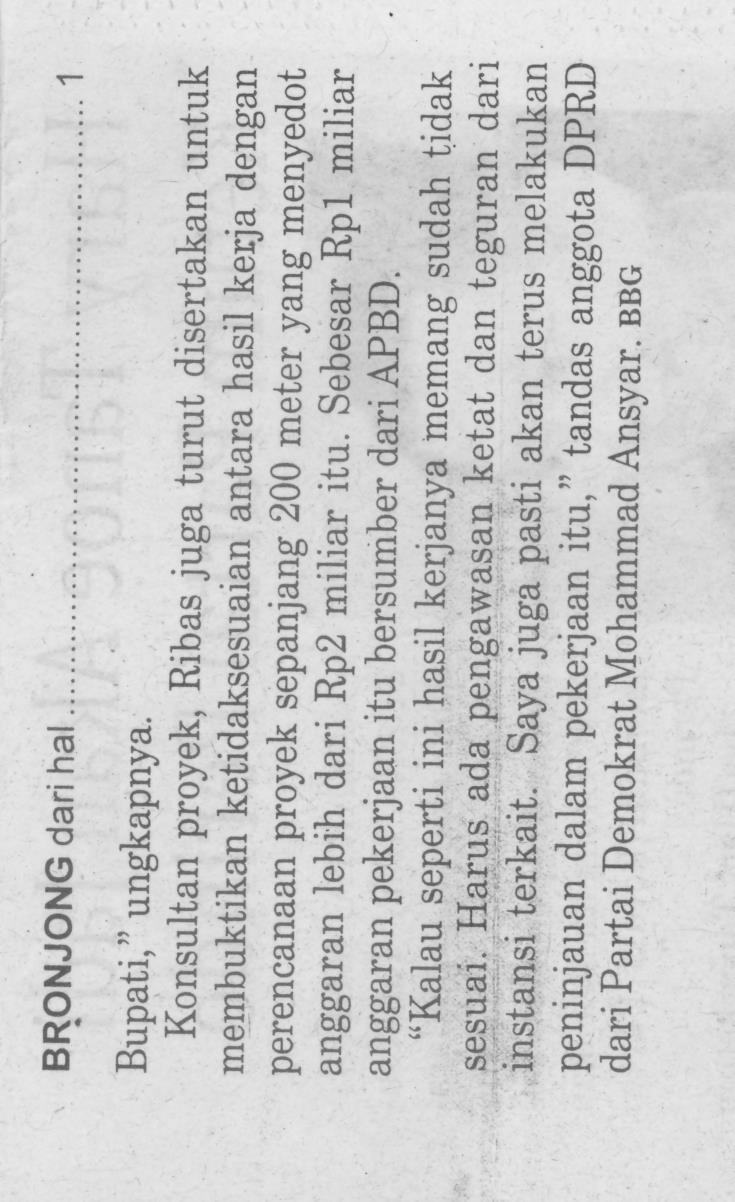 BRONJONG dari hal ........................................................................ 1
Bupati,” ungkapnya.
Konsultan proyek, Ribas juga turut disertakan untuk
membuktikan ketidaksesuaian antara hasil kerja dengan
perencanaan proyek sepanjang 200 meter yang menyedot
anggaran lebih dari Rp2 miliar itu. Sebesar Rp1 miliar
anggaran pekerjaan itu bersumber dari APBD.
“Kalau seperti ini hasil kerjanya memang sudah tidak
sesuai. Harus ada pengawasan ketat dan teguran dari
instansi terkait. Saya juga pasti akan terus melakukan
peninjauan dalam pekerjaan itu,” tandas anggota DPRD
dari Partai Demokrat Mohammad Ansyar. BBG